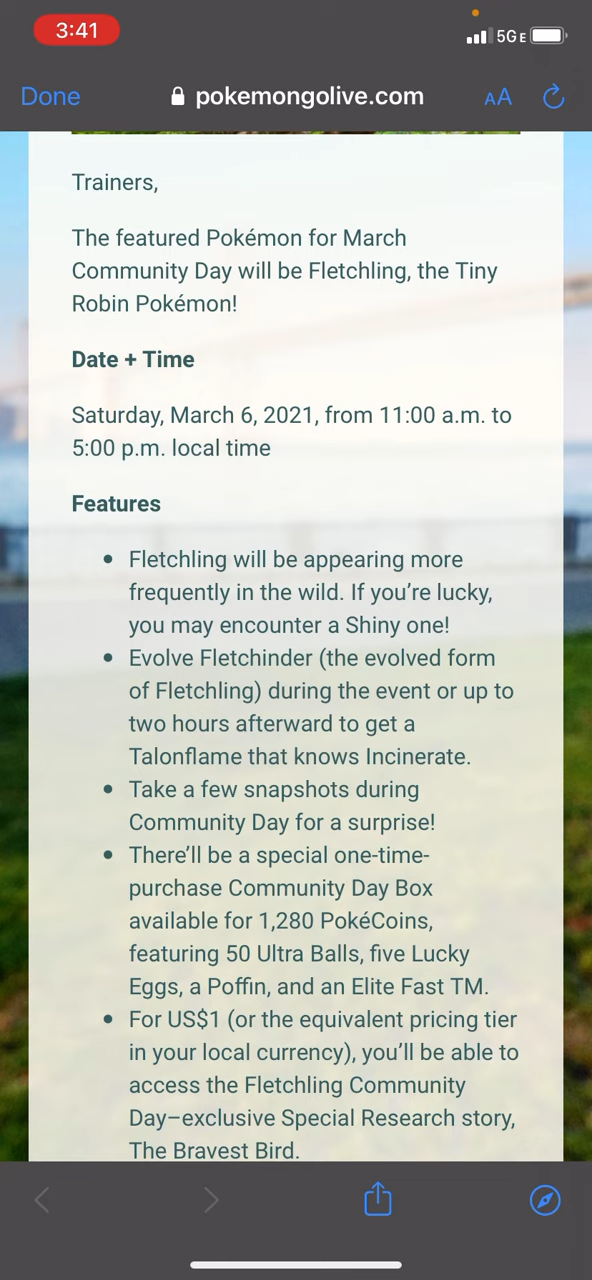 3:41
5GE
Done
pokemongolive.com
AA
Trainers,
The featured Pokémon for March
Community Day will be Fletchling, the Tiny
Robin Pokémon!
Date + Time
Saturday, March 6, 2021, from 11:00 a.m. to
5:00 p.m. local time
Features
• Fletchling will be appearing more
frequently in the wild. If you’re lucky,
you may encounter a Shiny one!
• Evolve Fletchinder (the evolved form
of Fletchling) during the event or up to
two hours afterward to get a
Talonflame that knows Incinerate.
• Take a few snapshots during
Community Day for a surprise!
• There’ll be a special one-time-
purchase Community Day Box
available for 1,280 PokéCoins,
featuring 50 Ultra Balls, five Lucky
Eggs, a Poffin, and an Elite Fast TM.
• For US$1 (or the equivalent pricing tier
in your local currency), you’ll be able to
access the Fletchling Community
Day–exclusive Special Research story,
The Bravest Bird.